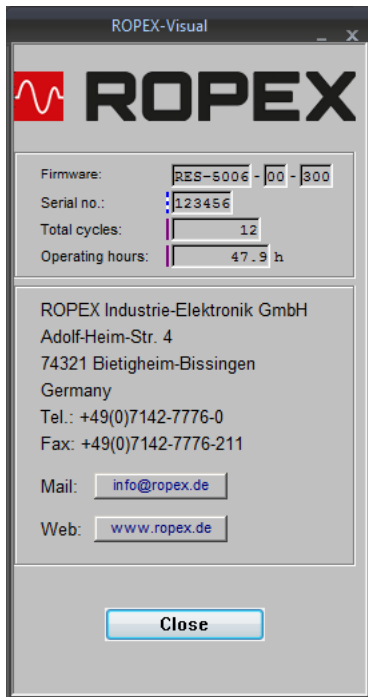 ROPEX-Visual
ROPEX
Firmware: RES-5006 - 00 - 300
Serial no.: 123456
Total cycles: 12
Operating hours: 47.9 h
ROPEX Industrie-Elektronik GmbH
Adolf-Heim-Str. 4
74321 Bietigheim-Bissingen
Germany
Tel.: +49(0)7142-7776-0
Fax: +49(0)7142-7776-211
Mail: info@ropex.de
Web: www.ropex.de
Close